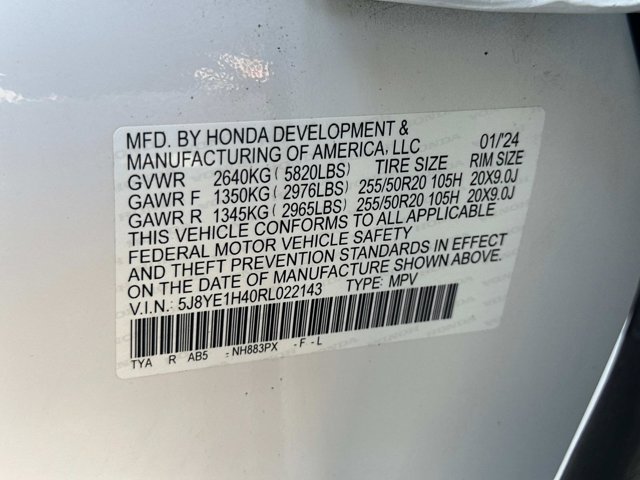 MFD. BY HONDA DEVELOPMENT &
MANUFACTURING OF AMERICA, LLC 01/'24
GVWR 2640KG ( 5820LBS) TIRE SIZE RIM SIZE
GAWR F 1350KG ( 2976LBS) 255/50R20 105H 20X9.0J
GAWR R 1345KG ( 2965LBS) 255/50R20 105H 20X9.0J
THIS VEHICLE CONFORMS TO ALL APPLICABLE
FEDERAL MOTOR VEHICLE SAFETY
AND THEFT PREVENTION STANDARDS IN EFFECT
ON THE DATE OF MANUFACTURE SHOWN ABOVE.
V.I.N.: 5J8YE1H40RL022143 TYPE: MPV
TYA R AB5 - NH883PX - F - L